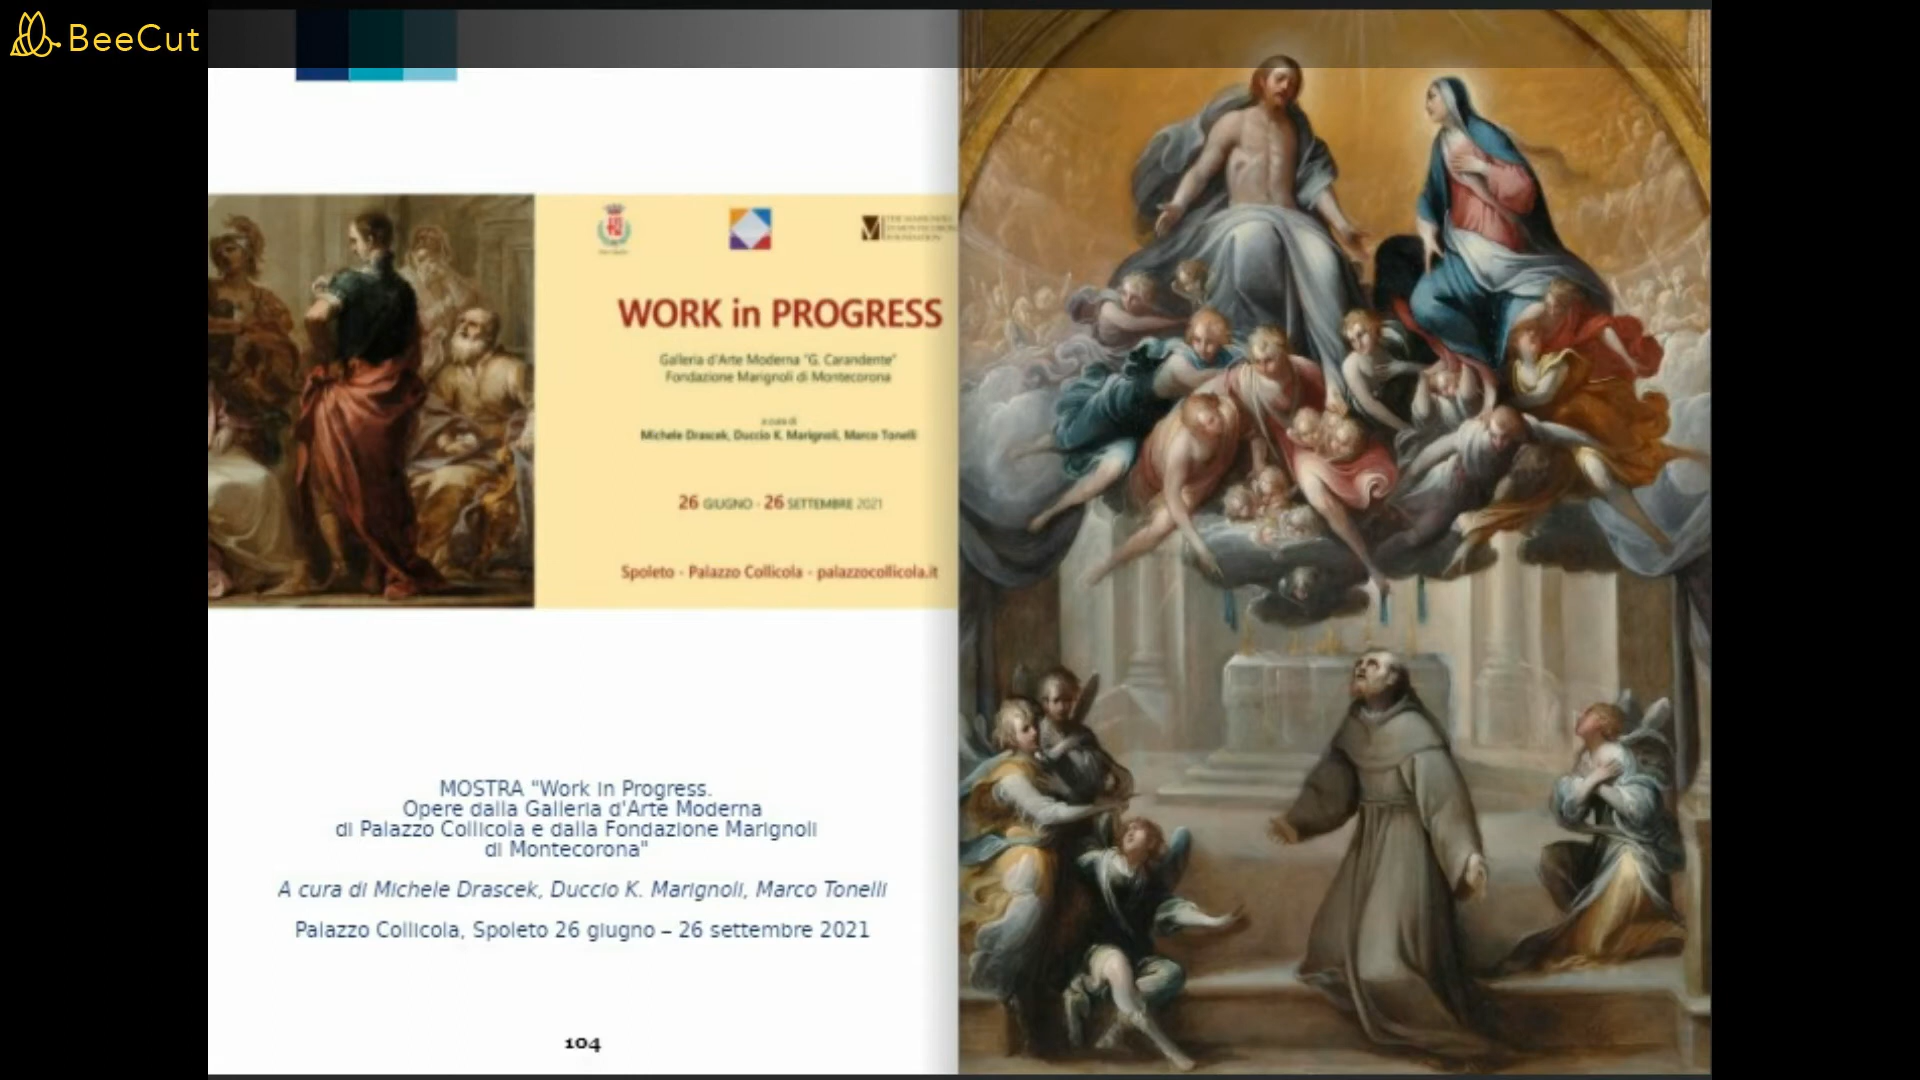 BeeCut
WORK in PROGRESS
Galleria d'Arte Moderna "G. Carandente"
Fondazione Marignoli di Montecorona
a cura di
Michele Drascek, Duccio K. Marignoli, Marco Tonelli
26 GIUGNO - 26 SETTEMBRE 2021
Spoleto - Palazzo Collicola - palazzocollicola.it
MOSTRA "Work in Progress.
Opere dalla Galleria d'Arte Moderna
di Palazzo Collicola e dalla Fondazione Marignoli
di Montecorona"
A cura di Michele Drascek, Duccio K. Marignoli, Marco Tonelli
Palazzo Collicola, Spoleto 26 giugno – 26 settembre 2021
104